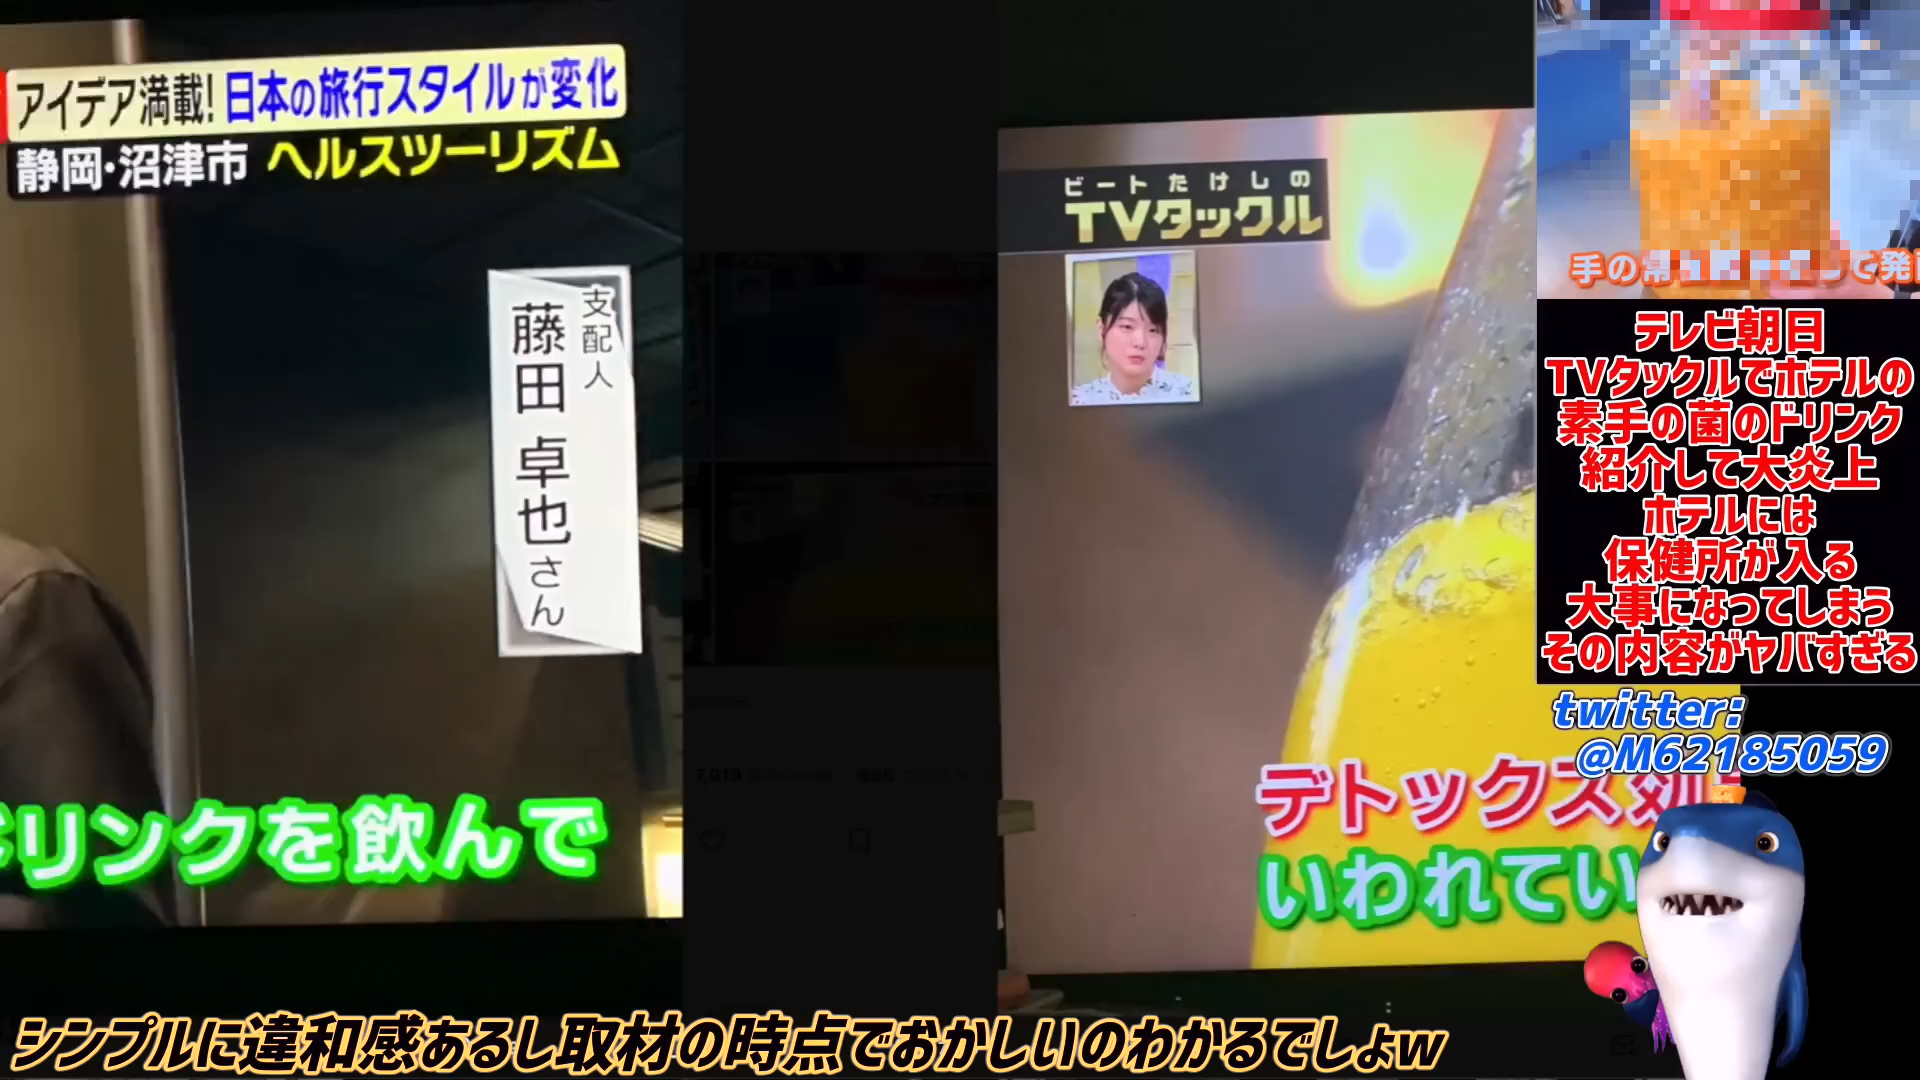 アイデア満載!日本の旅行スタイルが変化
静岡・沼津市 ヘルスツーリズム
支配人
藤田 卓也さん
ドリンクを飲んで
ビートたけしの
TVタックル
デトックス効
いわれてい
手の常
って発
テレビ朝日
TVタックルでホテルの
素手の菌のドリンク
紹介して大炎上
ホテルには
保健所が入る
大事になってしまう
その内容がヤバすぎる
twitter:
@M62185059
シンプルに違和感あるし取材の時点でおかしいのわかるでしょw